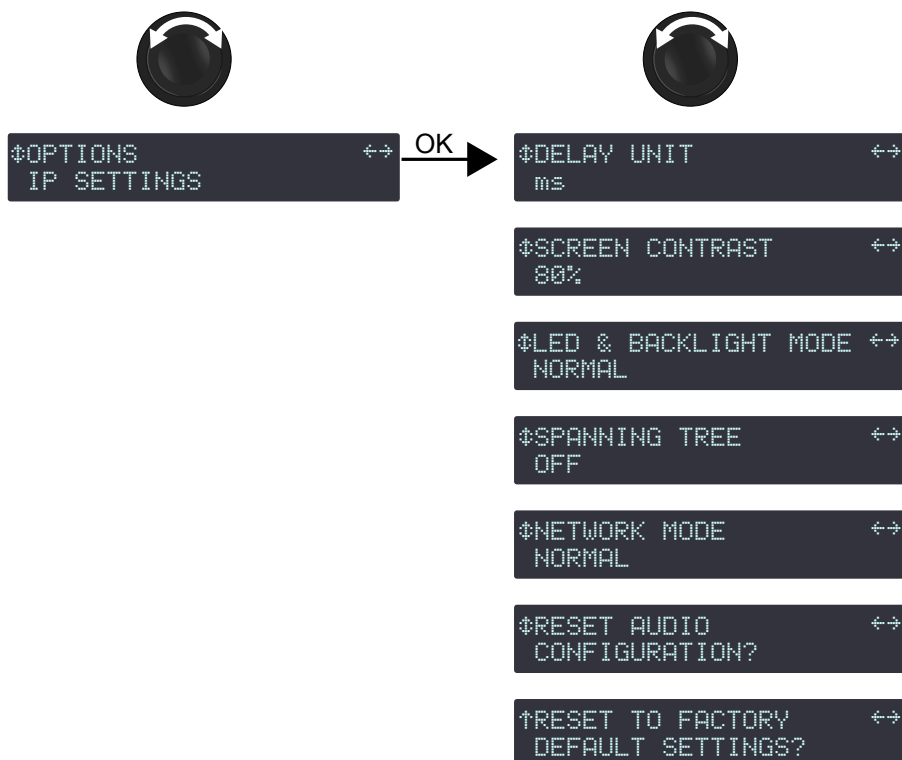 ↕OPTIONS ↔
IP SETTINGS
OK
↕DELAY UNIT ↔
ms
↕SCREEN CONTRAST ↔
80%
↕LED & BACKLIGHT MODE ↔
NORMAL
↕SPANNING TREE ↔
OFF
↕NETWORK MODE ↔
NORMAL
↕RESET AUDIO ↔
CONFIGURATION?
↑RESET TO FACTORY ↔
DEFAULT SETTINGS?